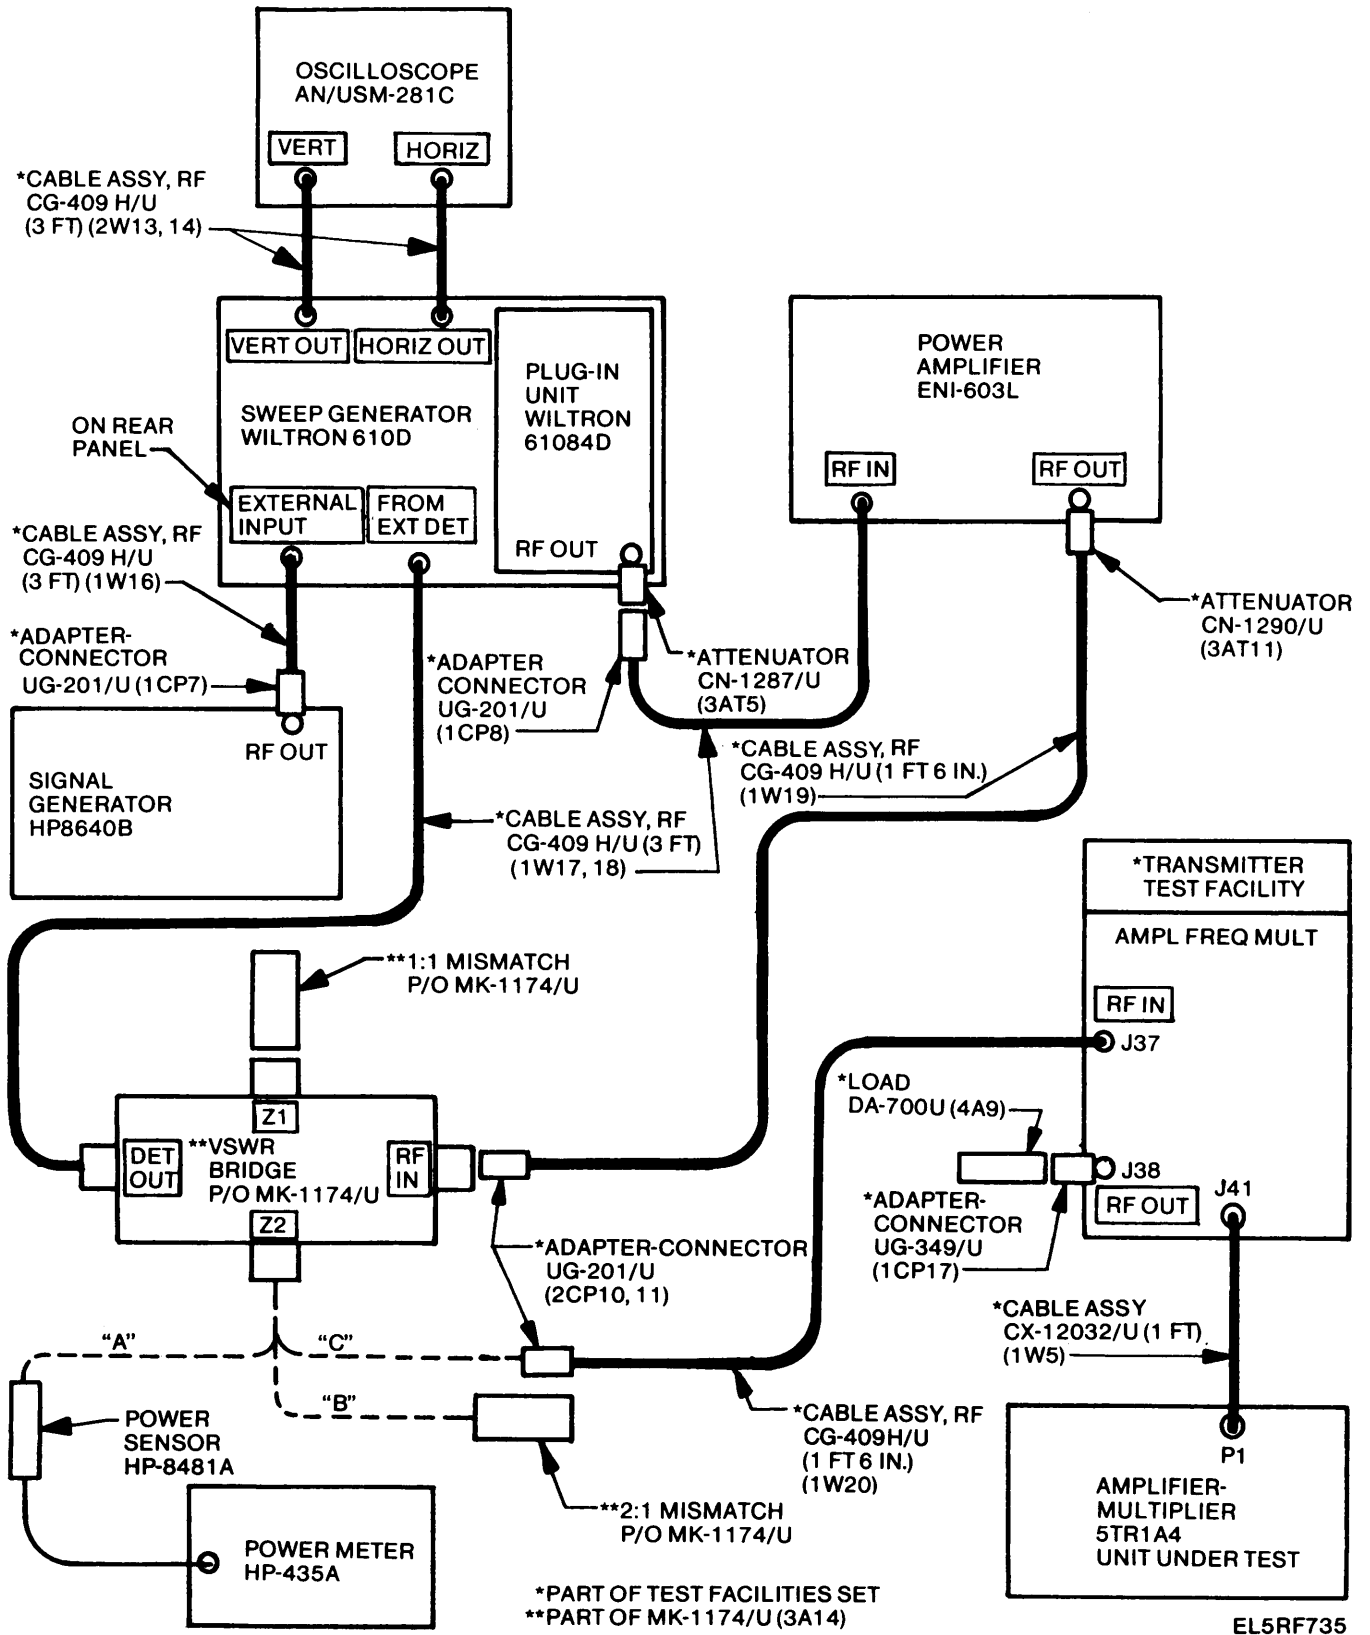 OSCILLOSCOPE
AN/USM-281C
VERT
HORIZ
*CABLE ASSY, RF
CG-409 H/U
(3 FT) (2W13, 14)
VERT OUT
HORIZ OUT
PLUG-IN
UNIT
WILTRON
61084D
SWEEP GENERATOR
WILTRON 610D
ON REAR
PANEL
EXTERNAL
INPUT
FROM
EXT DET
RF OUT
POWER
AMPLIFIER
ENI-603L
RF IN
RF OUT
*CABLE ASSY, RF
CG-409 H/U
(3 FT) (1W16)
*ADAPTER-
CONNECTOR
UG-201/U (1CP7)
*ADAPTER
CONNECTOR
UG-201/U
(1CP8)
*ATTENUATOR
CN-1287/U
(3AT5)
*ATTENUATOR
CN-1290/U
(3AT11)
RF OUT
SIGNAL
GENERATOR
HP8640B
*CABLE ASSY, RF
CG-409 H/U (1 FT 6 IN.)
(1W19)
*CABLE ASSY, RF
CG-409 H/U (3 FT)
(1W17, 18)
*TRANSMITTER
TEST FACILITY
AMPL FREQ MULT
RF IN
J37
**1:1 MISMATCH
P/O MK-1174/U
*LOAD
DA-700U (4A9)
Z1
DET
OUT
**VSWR
BRIDGE
P/O MK-1174/U
RF
IN
Z2
J38
RF OUT
J41
*ADAPTER-
CONNECTOR
UG-349/U
(1CP17)
*ADAPTER-CONNECTOR
UG-201/U
(2CP10, 11)
*CABLE ASSY
CX-12032/U (1 FT)
(1W5)
"A"
"C"
"B"
POWER
SENSOR
HP-8481A
*CABLE ASSY, RF
CG-409H/U
(1 FT 6 IN.)
(1W20)
P1
AMPLIFIER-
MULTIPLIER
5TR1A4
UNIT UNDER TEST
**2:1 MISMATCH
P/O MK-1174/U
POWER METER
HP-435A
*PART OF TEST FACILITIES SET
**PART OF MK-1174/U (3A14)
EL5RF735